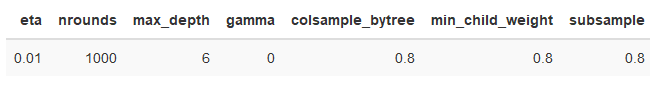 eta nrounds max_depth gamma colsample_bytree min_child_weight subsample
0.01 1000 6 0 0.8 0.8 0.8